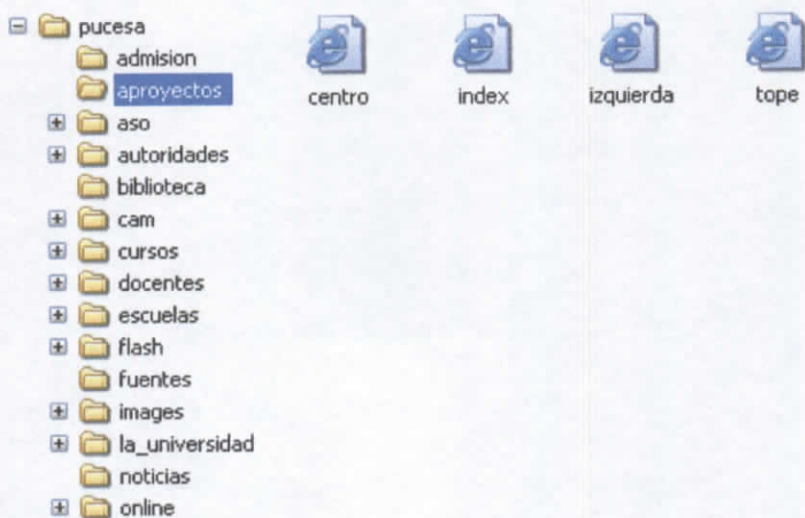 pucesa
admision
aproyectos
aso
autoridades
biblioteca
cam
cursos
docentes
escuelas
flash
fuentes
images
la_universidad
noticias
online
centro
index
izquierda
tope